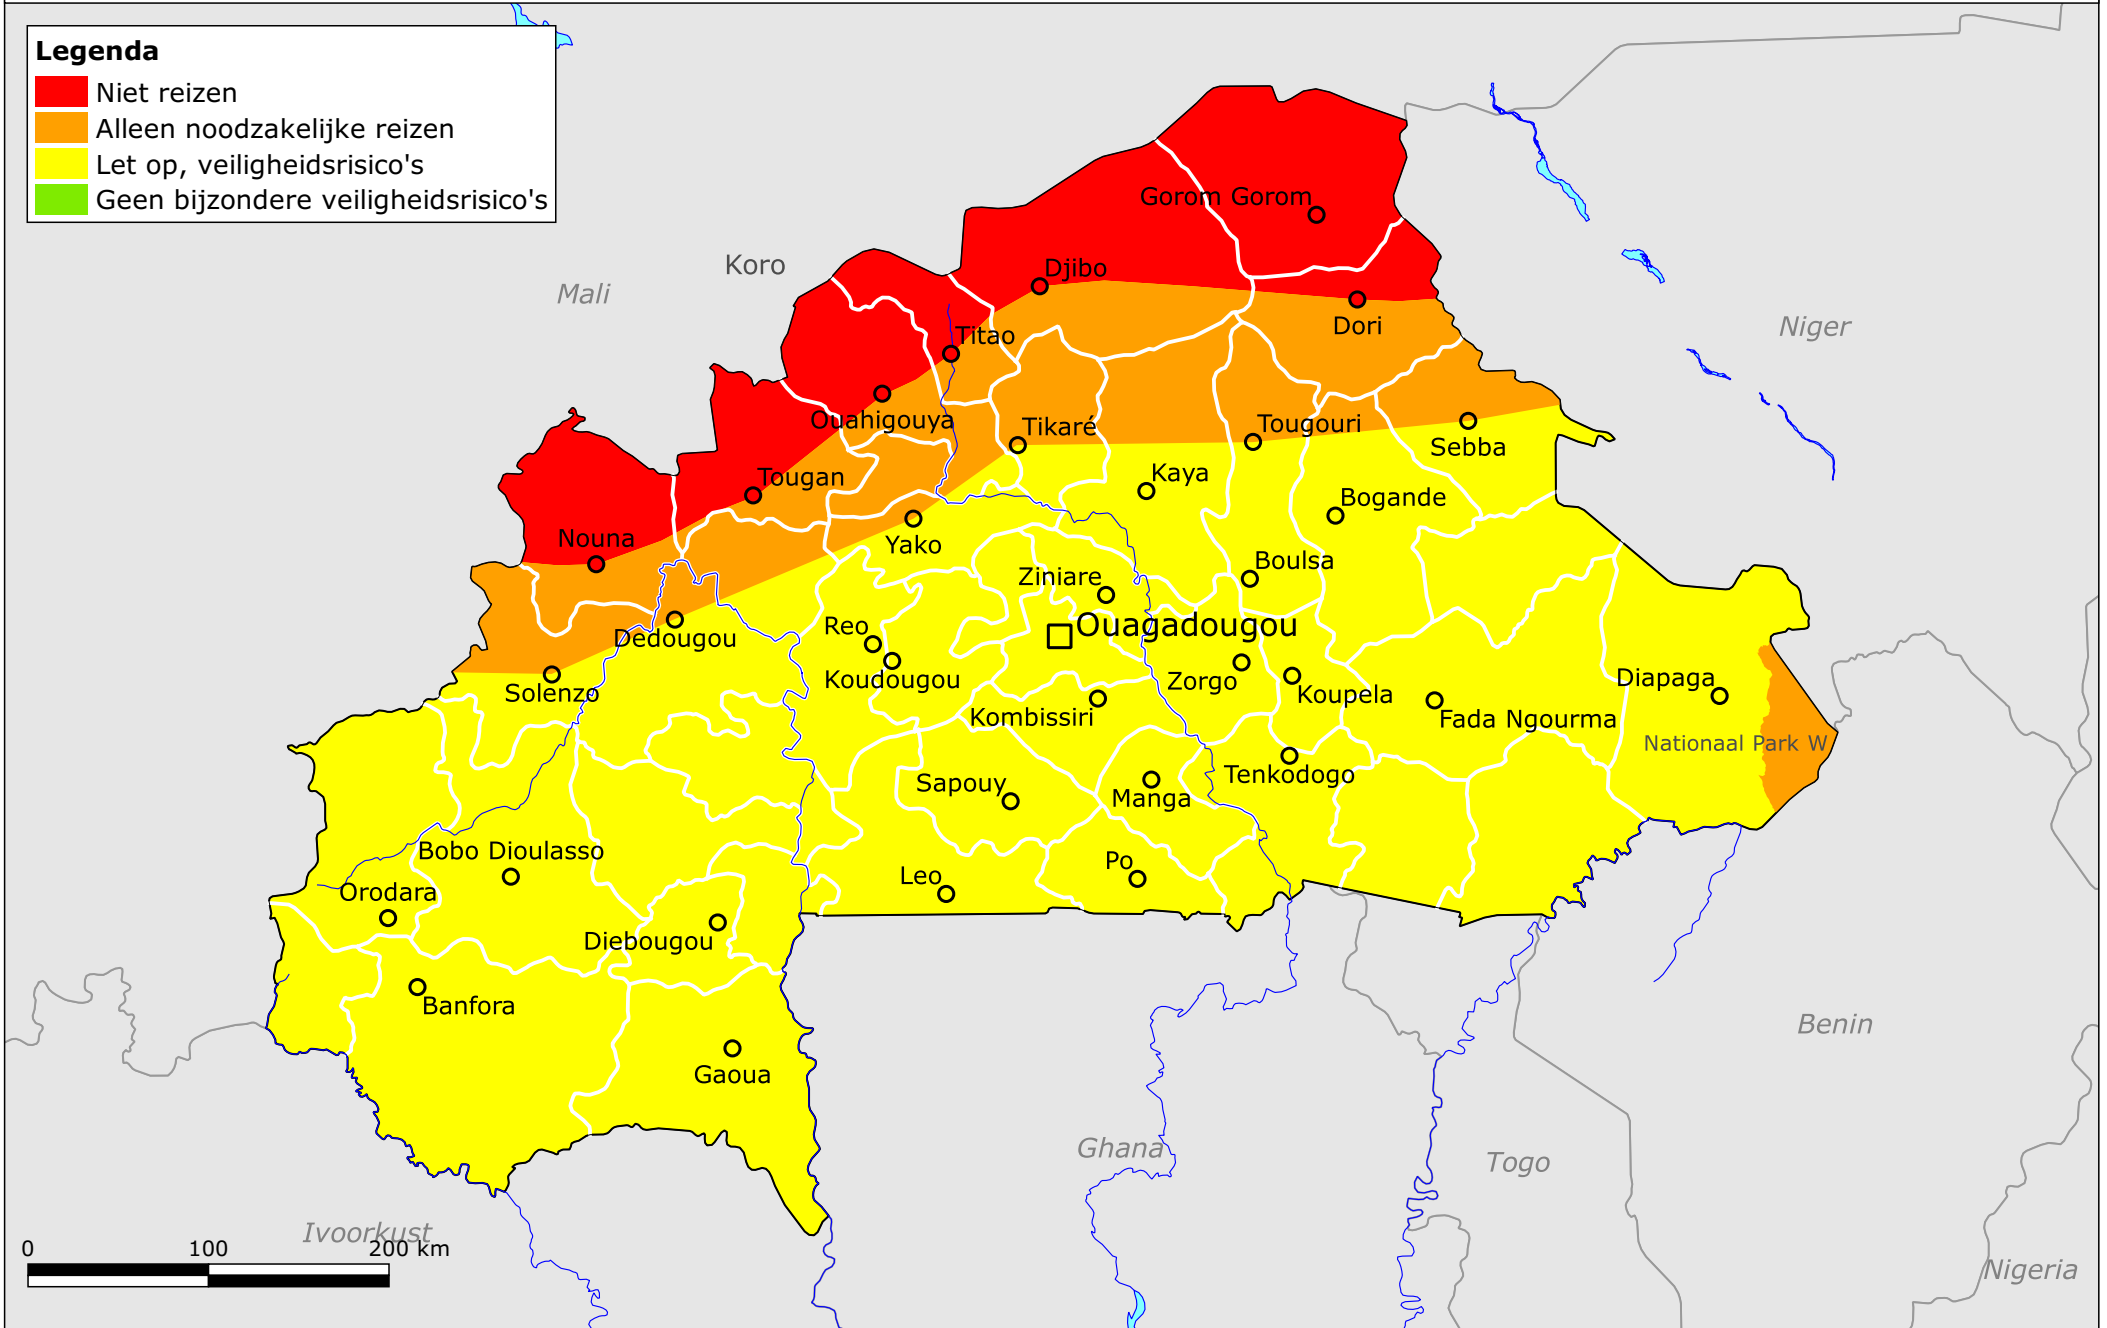 Legenda
Niet reizen
Alleen noodzakelijke reizen
Let op, veiligheidsrisico's
Geen bijzondere veiligheidsrisico's
Gorom Gorom
Koro
Djibo
Mali
Niger
Dori
Titao
Ouahigouya
Tikaré
Tougouri
Sebba
Tougan
Kaya
Bogande
Nouna
Yako
Boulsa
Ziniare
Ouagadougou
Reo
Dedougou
Koudougou
Zorgo
Diapaga
Solenzo
Koupela
Kombissiri
Fada Ngourma
Nationaal Park W
Tenkodogo
Sapouy
Manga
Bobo Dioulasso
Po
Leo
Orodara
Diebougou
Banfora
Benin
Gaoua
Ghana
Togo
Ivoorkust
0 100 200 km
Nigeria